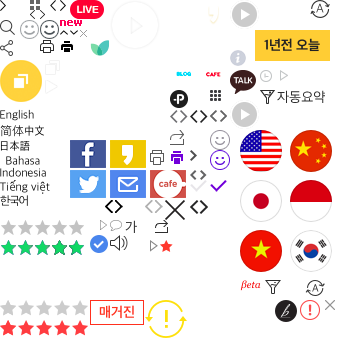 LIVE
A
new
1년전 오늘
BLOG
CAFE
TALK
P
자동요약
English
简体中文
日本語
Bahasa
Indonesia
Tiếng việt
한국어
cafe
가
βeta
A
b
매거진